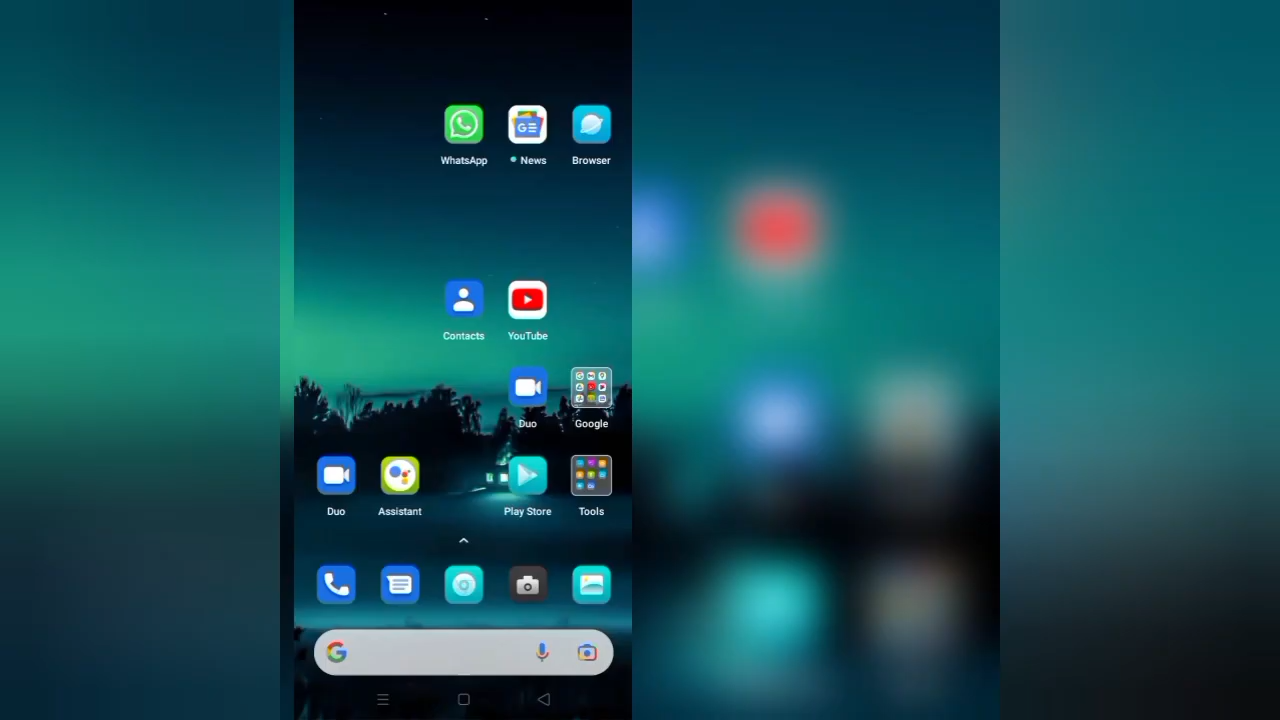 WhatsApp
News
Browser
Contacts
YouTube
Duo
Google
Duo
Assistant
Play Store
Tools